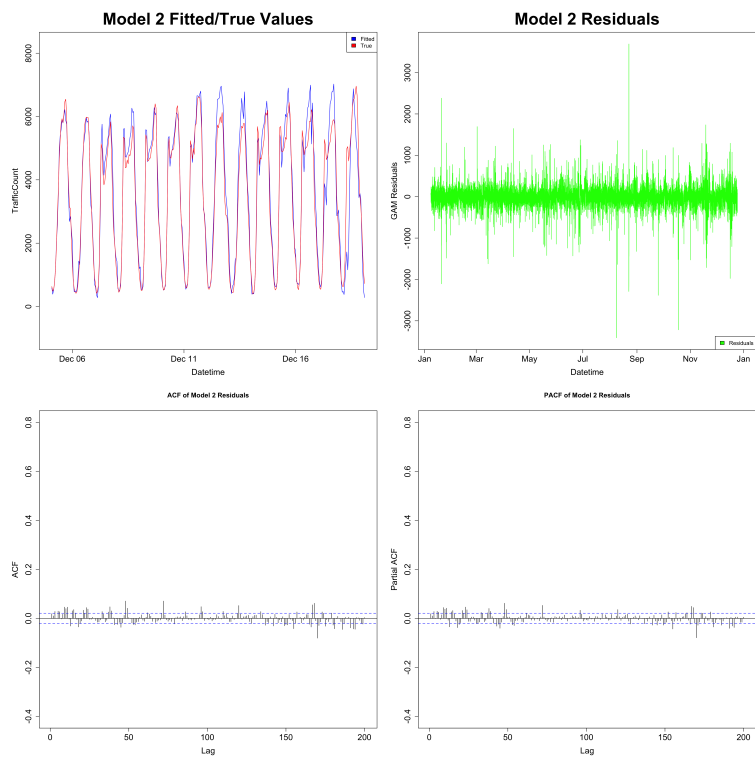 Model 2 Fitted/True Values
Fitted
True
8000
6000
4000
2000
0
TrafficCount
Dec 06
Dec 11
Dec 16
Datetime
Model 2 Residuals
3000
2000
1000
0
-1000
-2000
-3000
GAM Residuals
Residuals
Jan
Mar
May
Jul
Sep
Nov
Jan
Datetime
ACF of Model 2 Residuals
0.8
0.6
0.4
0.2
0.0
-0.2
-0.4
ACF
0
50
100
150
200
Lag
PACF of Model 2 Residuals
0.8
0.6
0.4
0.2
0.0
-0.2
-0.4
Partial ACF
0
50
100
150
200
Lag